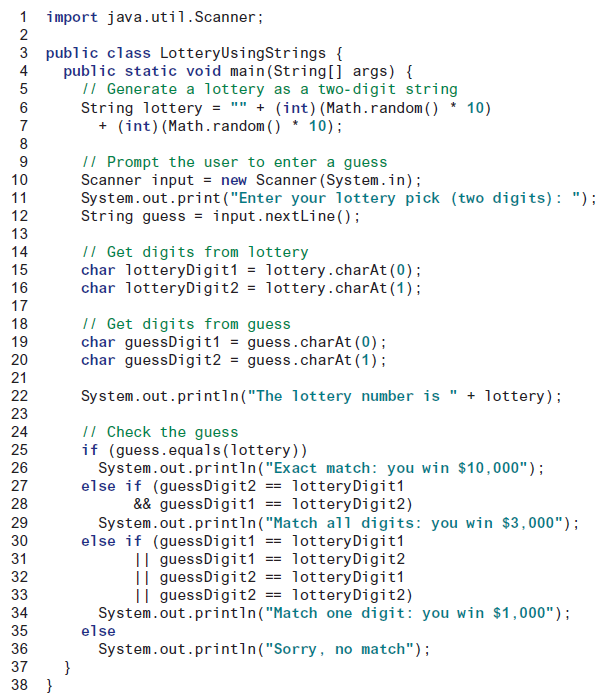 1 import java.util.Scanner;
2
3 public class LotteryUsingStrings {
4   public static void main(String[] args) {
5     // Generate a lottery as a two-digit string
6     String lottery = "" + (int)(Math.random() * 10)
7       + (int)(Math.random() * 10);
8
9     // Prompt the user to enter a guess
10     Scanner input = new Scanner(System.in);
11     System.out.print("Enter your lottery pick (two digits): ");
12     String guess = input.nextLine();
13
14     // Get digits from lottery
15     char lotteryDigit1 = lottery.charAt(0);
16     char lotteryDigit2 = lottery.charAt(1);
17
18     // Get digits from guess
19     char guessDigit1 = guess.charAt(0);
20     char guessDigit2 = guess.charAt(1);
21
22     System.out.println("The lottery number is " + lottery);
23
24     // Check the guess
25     if (guess.equals(lottery))
26       System.out.println("Exact match: you win $10,000");
27     else if (guessDigit2 == lotteryDigit1
28           && guessDigit1 == lotteryDigit2)
29       System.out.println("Match all digits: you win $3,000");
30     else if (guessDigit1 == lotteryDigit1
31           || guessDigit1 == lotteryDigit2
32           || guessDigit2 == lotteryDigit1
33           || guessDigit2 == lotteryDigit2)
34       System.out.println("Match one digit: you win $1,000");
35     else
36       System.out.println("Sorry, no match");
37   }
38 }